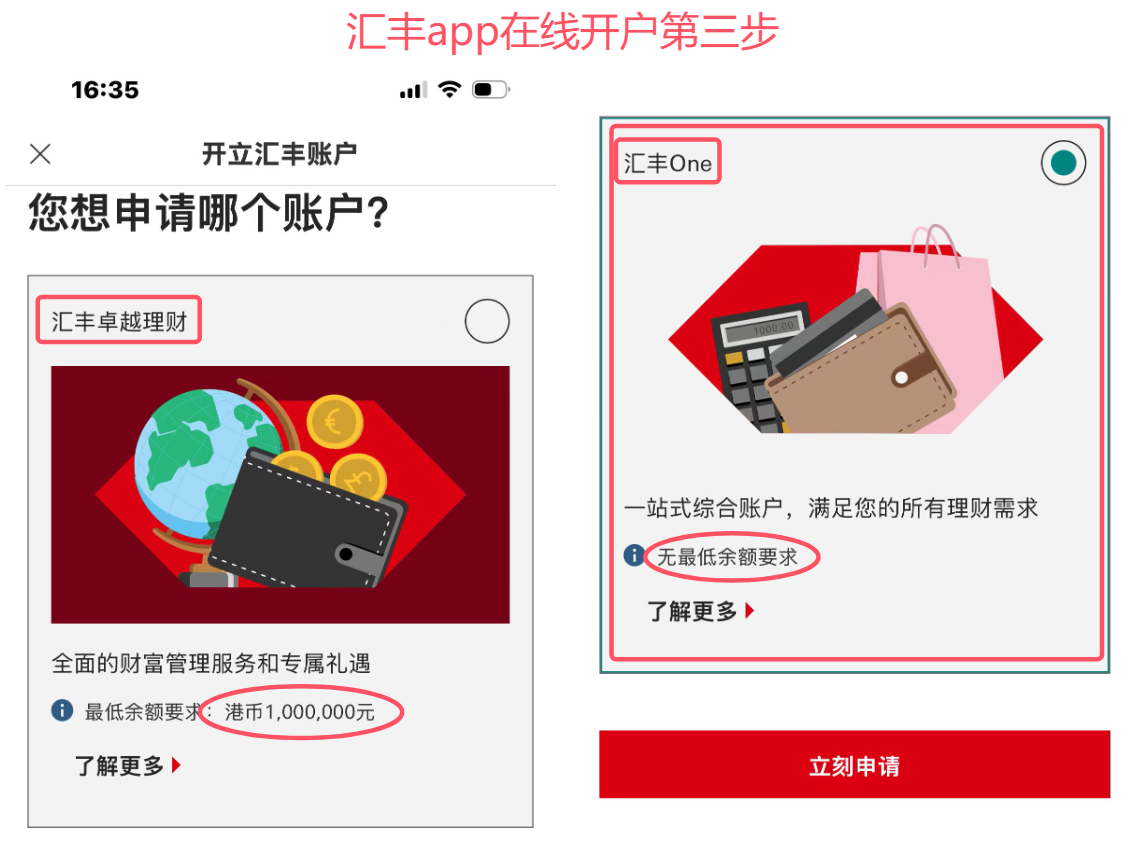 汇丰app在线开户第三步
16:35
开立汇丰账户
您想申请哪个账户?
汇丰卓越理财
全面的财富管理服务和专属礼遇
最低余额要求：港币1,000,000元
了解更多
汇丰One
1000.00
一站式综合账户，满足您的所有理财需求
无最低余额要求
了解更多
立刻申请